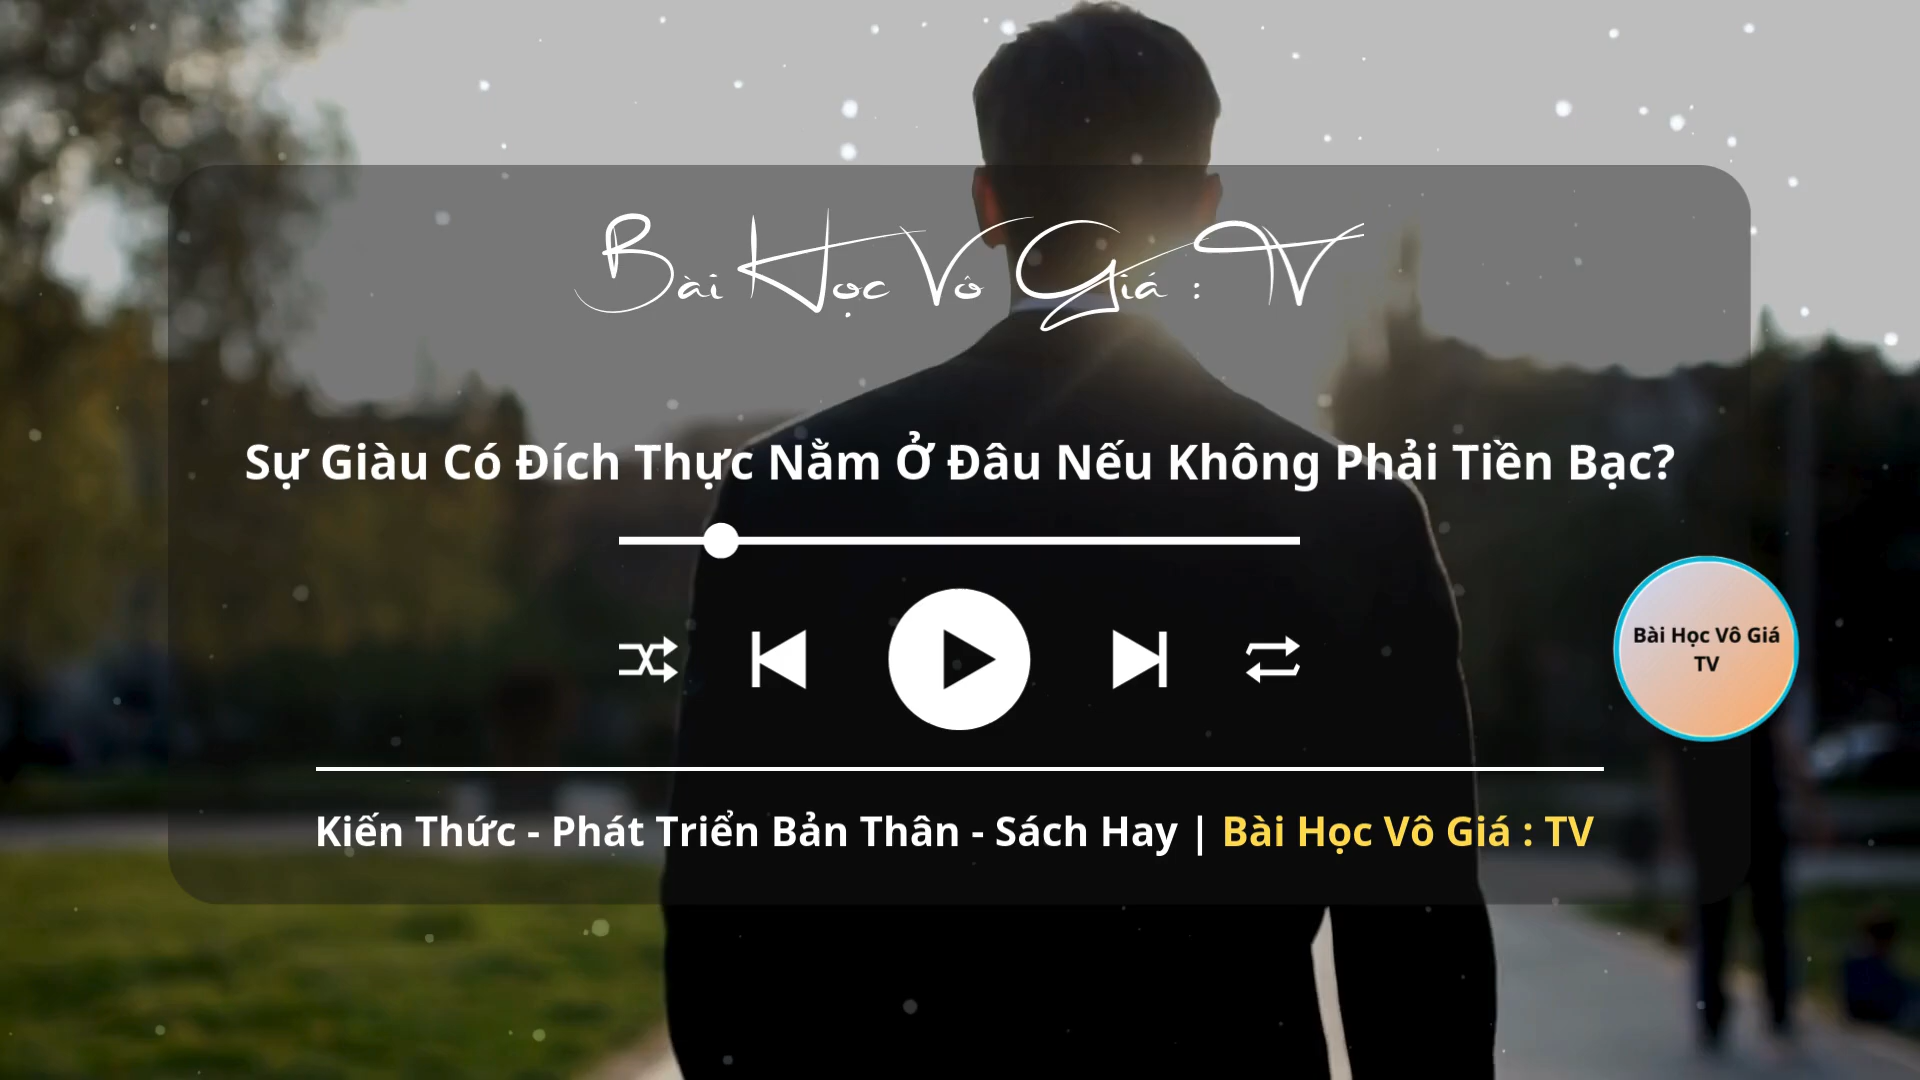 Bài Học Vô Giá : TV
Sự Giàu Có Đích Thực Nằm Ở Đâu Nếu Không Phải Tiền Bạc?
Bài Học Vô Giá
TV
Kiến Thức - Phát Triển Bản Thân - Sách Hay | Bài Học Vô Giá : TV